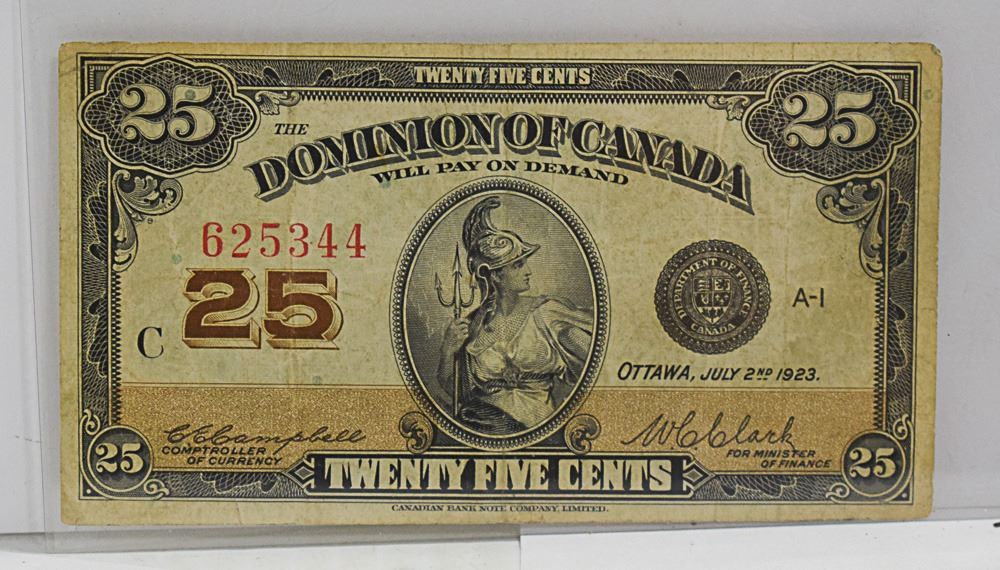 TWENTY FIVE CENTS
25 25
THE
DOMINION OF CANADA
WILL PAY ON DEMAND
625344
25
C
DEPARTMENT OF FINANCE
CANADA
A-1
OTTAWA, JULY 2ND 1923.
C E Campbell
COMPTROLLER
OF CURRENCY
W C Clark
FOR MINISTER
OF FINANCE
25 25
TWENTY FIVE CENTS
CANADIAN BANK NOTE COMPANY, LIMITED.